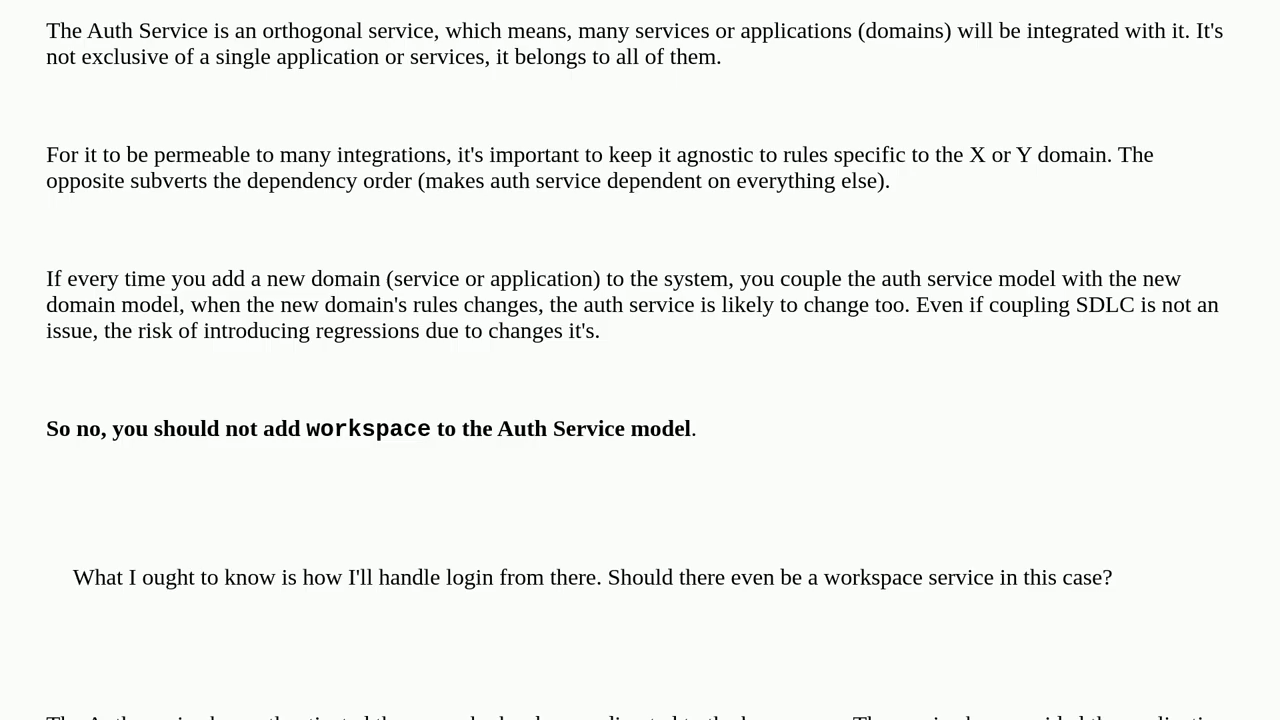 The Auth Service is an orthogonal service, which means, many services or applications (domains) will be integrated with it. It's
not exclusive of a single application or services, it belongs to all of them.
For it to be permeable to many integrations, it's important to keep it agnostic to rules specific to the X or Y domain. The
opposite subverts the dependency order (makes auth service dependent on everything else).
If every time you add a new domain (service or application) to the system, you couple the auth service model with the new
domain model, when the new domain's rules changes, the auth service is likely to change too. Even if coupling SDLC is not an
issue, the risk of introducing regressions due to changes it's.
So no, you should not add workspace to the Auth Service model.
What I ought to know is how I'll handle login from there. Should there even be a workspace service in this case?